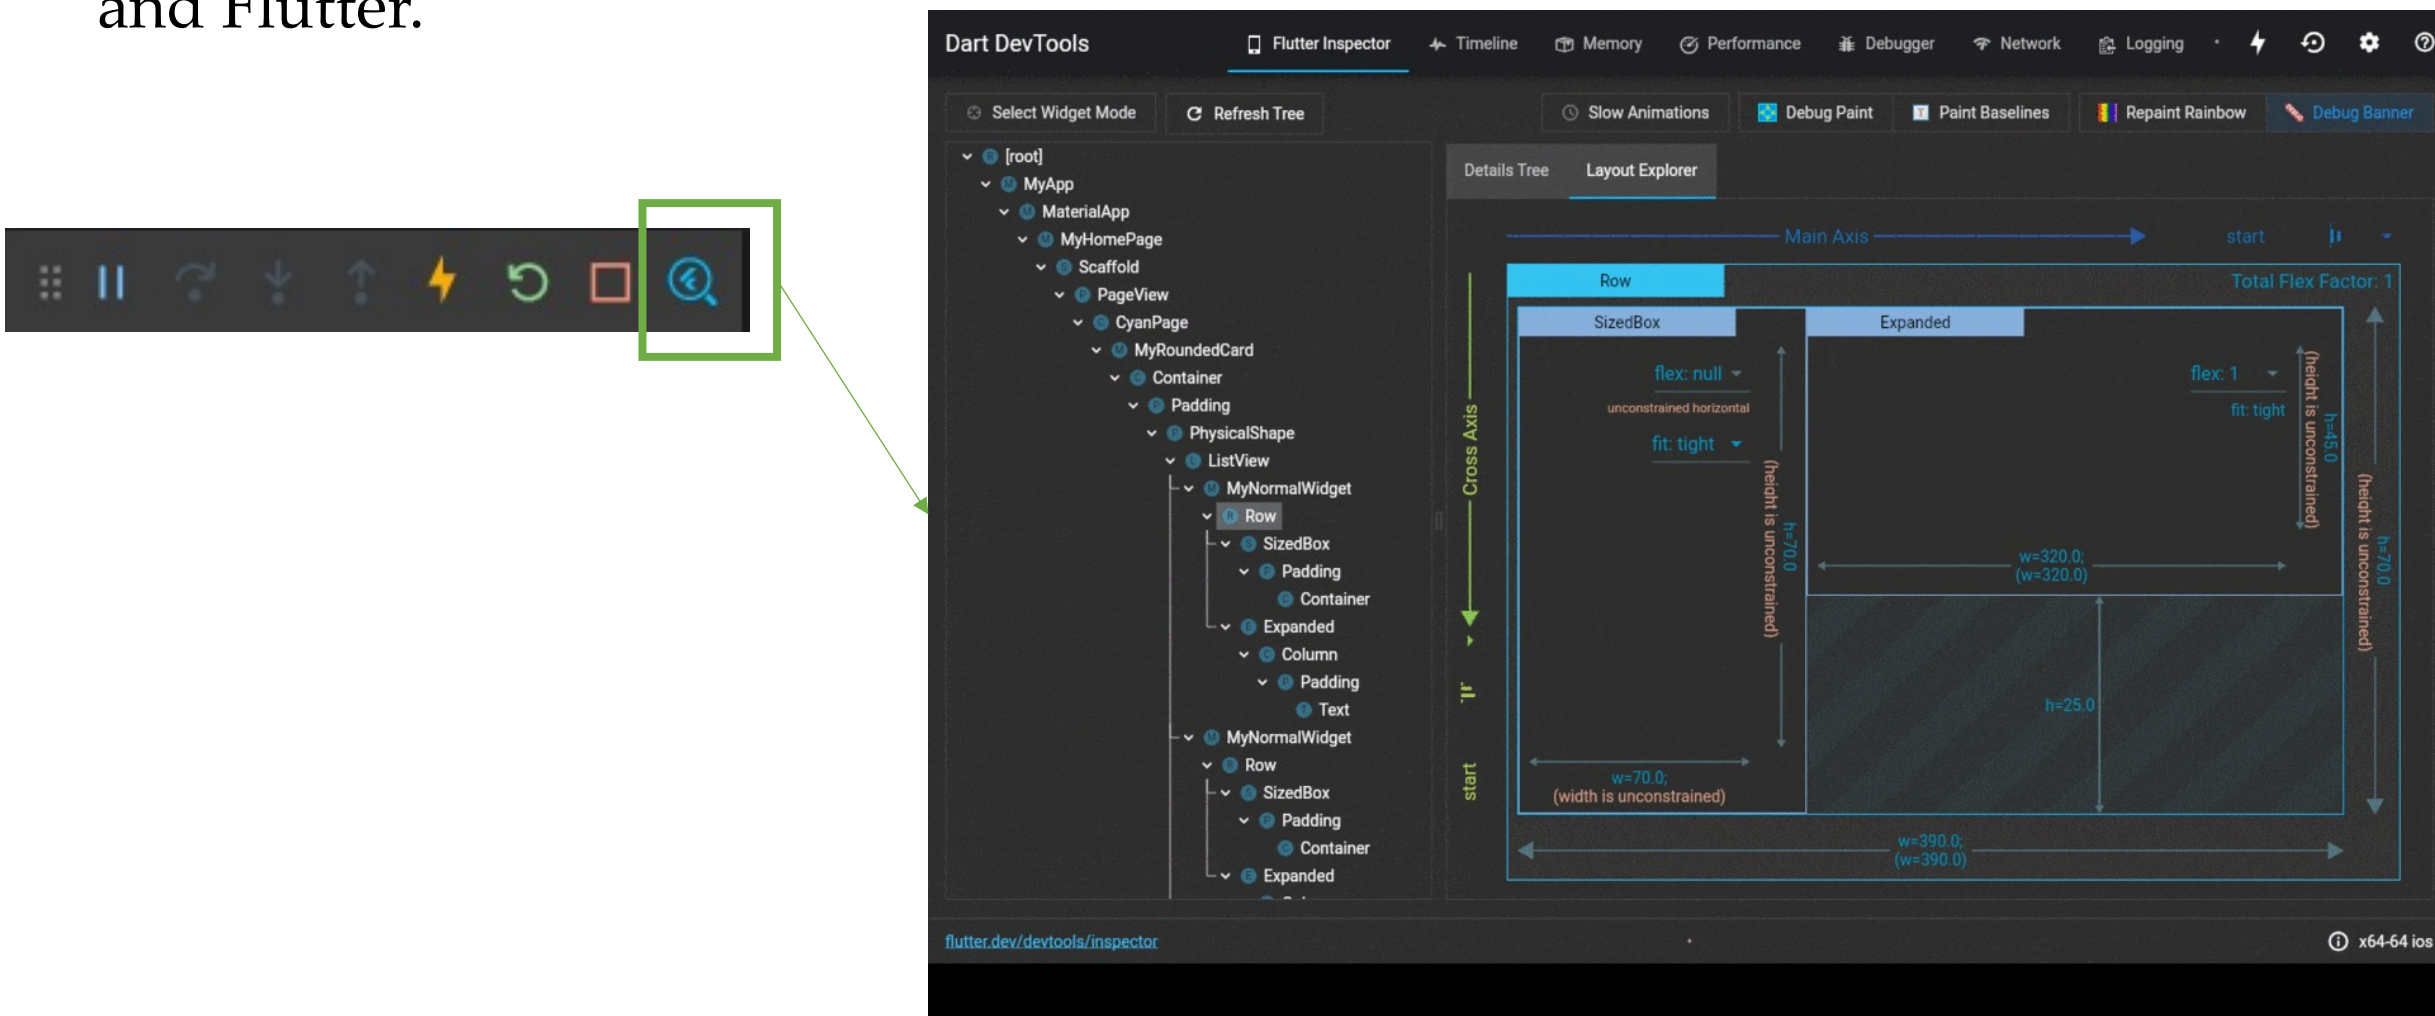 and Flutter.
Dart DevTools
Flutter Inspector
Timeline
Memory
Performance
Debugger
Network
Logging
Select Widget Mode
Refresh Tree
Slow Animations
Debug Paint
Paint Baselines
Repaint Rainbow
Debug Banner
[root]
MyApp
MaterialApp
MyHomePage
Scaffold
PageView
CyanPage
MyRoundedCard
Container
Padding
PhysicalShape
ListView
MyNormalWidget
Row
SizedBox
Padding
Container
Expanded
Column
Padding
Text
MyNormalWidget
Row
SizedBox
Padding
Container
Expanded
Details Tree
Layout Explorer
Main Axis
start
Cross Axis
start
Row
Total Flex Factor: 1
SizedBox
flex: null
unconstrained horizontal
fit: tight
h=70.0
(height is unconstrained)
w=70.0;
(width is unconstrained)
Expanded
flex: 1
fit: tight
h=45.0
(height is unconstrained)
w=320.0;
(w=320.0)
h=25.0
h=70.0
(height is unconstrained)
w=390.0;
(w=390.0)
flutter.dev/devtools/inspector
x64-64 ios